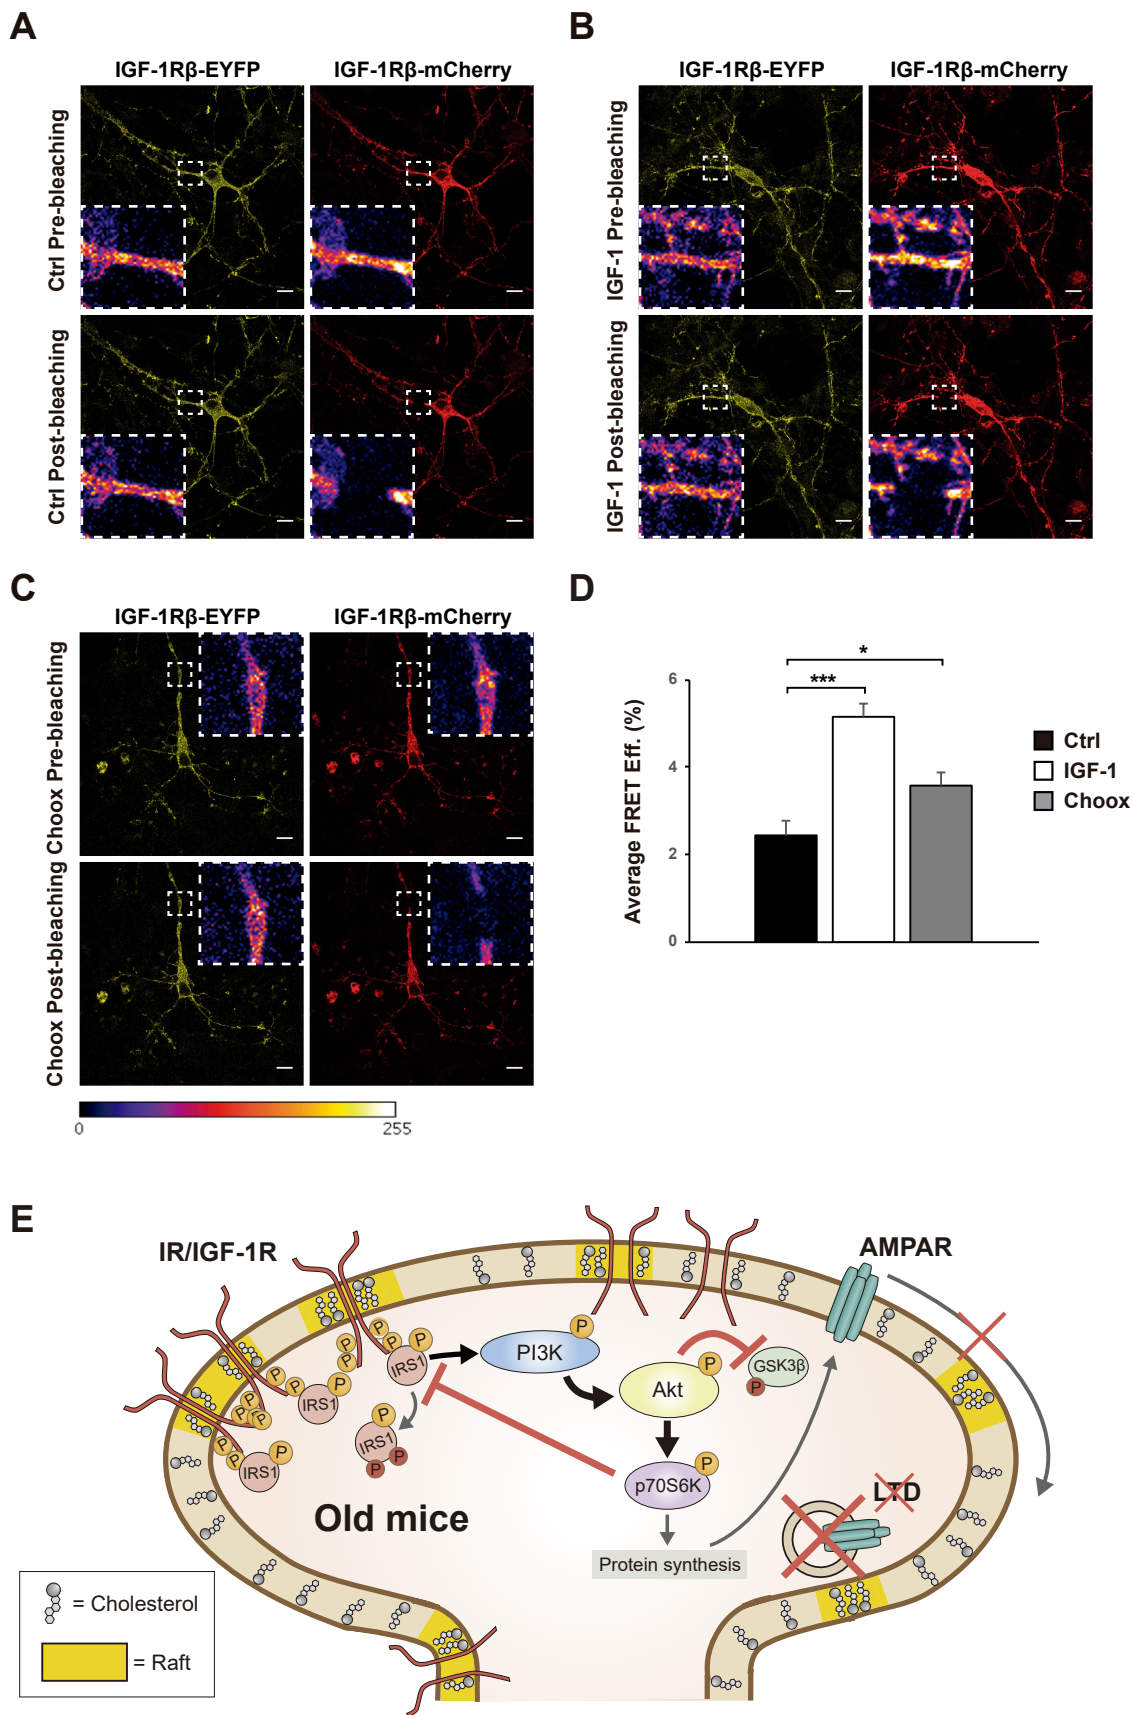 A
IGF-1Rβ-EYFP
IGF-1Rβ-mCherry
Ctrl Pre-bleaching
Ctrl Post-bleaching
B
IGF-1Rβ-EYFP
IGF-1Rβ-mCherry
IGF-1 Pre-bleaching
IGF-1 Post-bleaching
C
IGF-1Rβ-EYFP
IGF-1Rβ-mCherry
Choox Pre-bleaching
Choox Post-bleaching
0
255
D
Average FRET Eff. (%)
6
4
2
0
***
*
Ctrl
IGF-1
Choox
E
IR/IGF-1R
AMPAR
P
P
P
P
P
P
IRS1
PI3K
P
Akt
P
GSK3β
P
P
P
P
P
IRS1
P
P
P
P
IRS1
P
P
P
P
IRS1
p70S6K
P
LTD
Old mice
Protein synthesis
= Cholesterol
= Raft